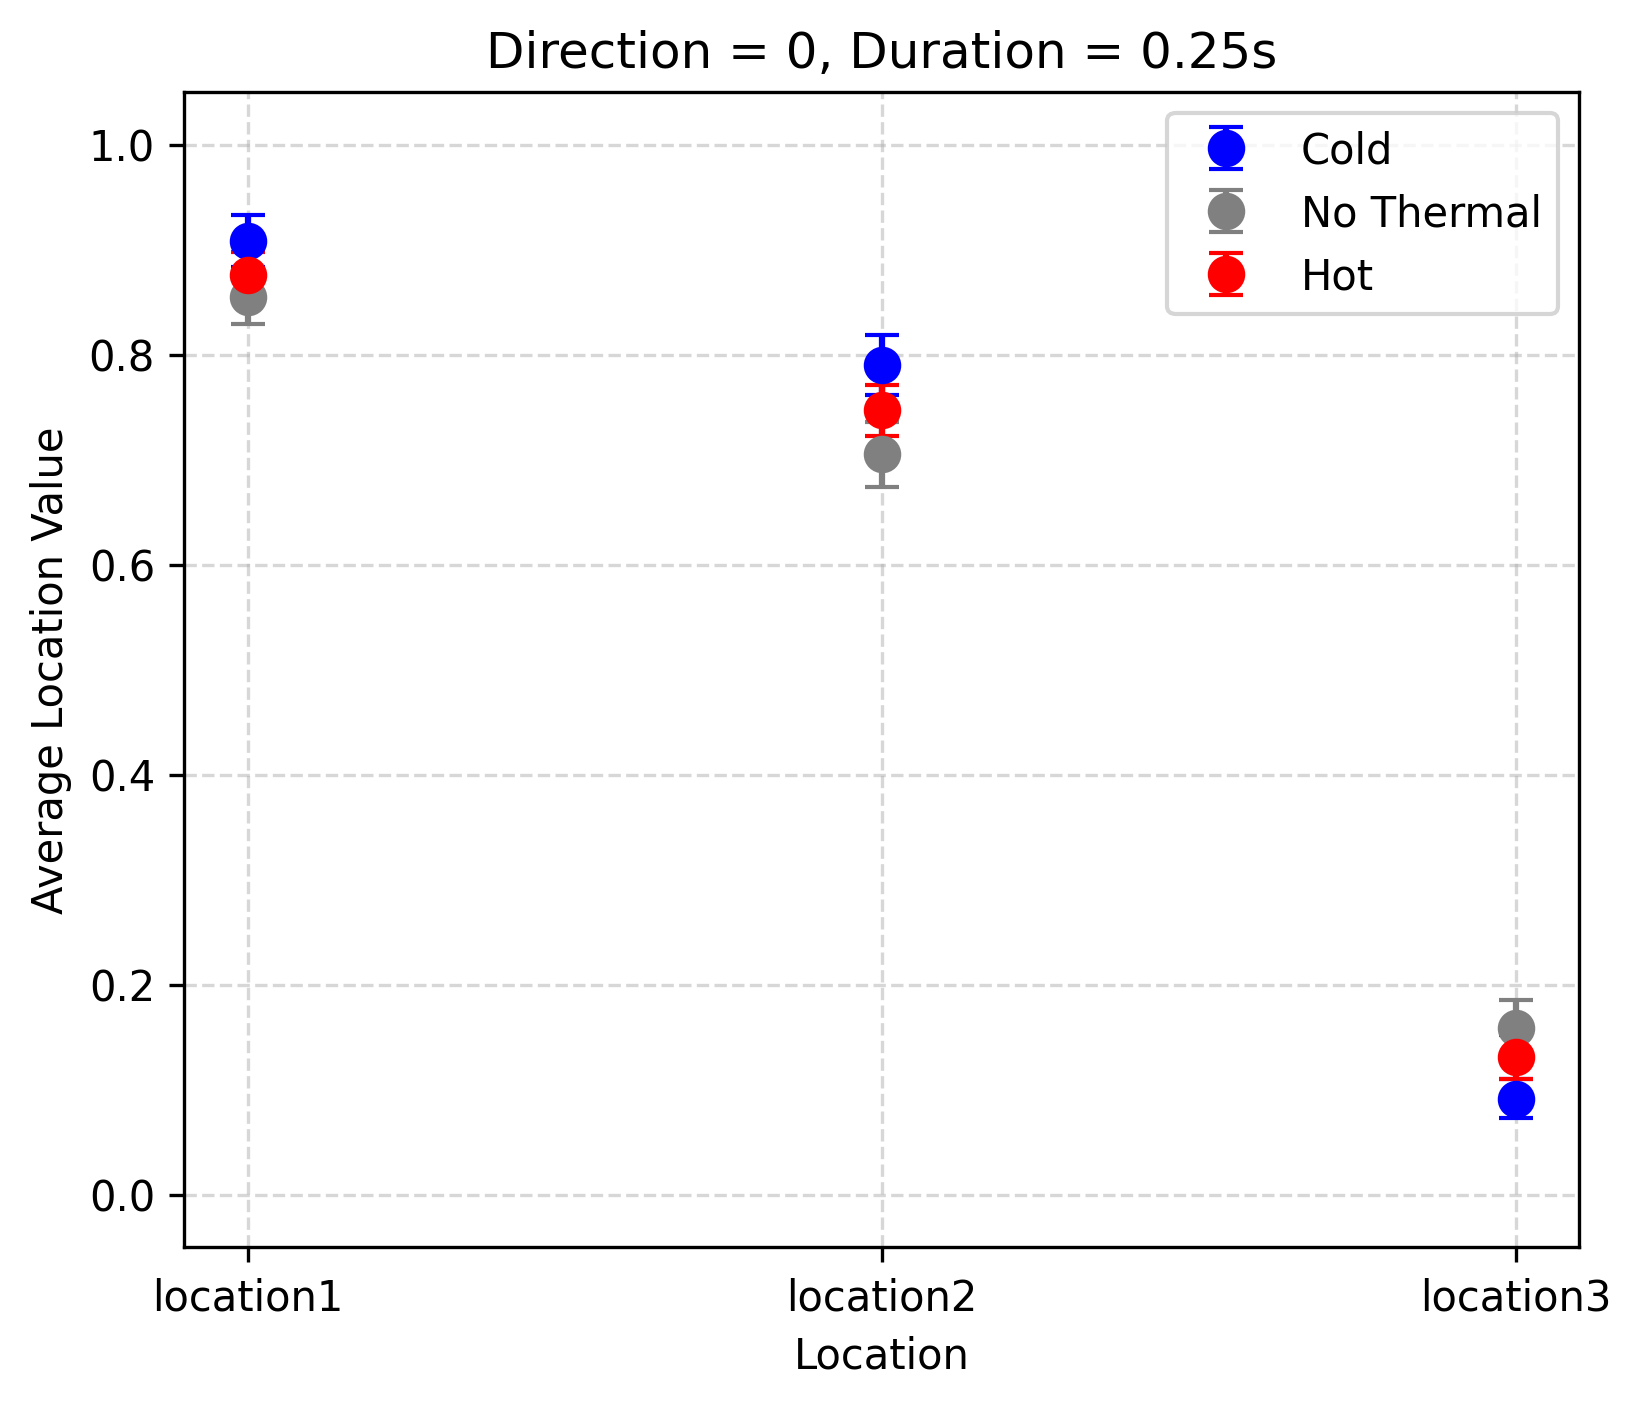 Direction = 0, Duration = 0.25s
Cold
No Thermal
Hot
1.0
0.8
0.6
0.4
0.2
0.0
Average Location Value
location1
location2
location3
Location